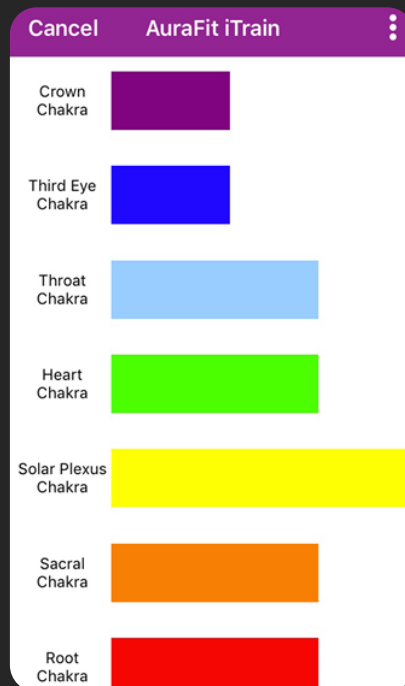 Cancel AuraFit iTrain
Crown
Chakra
Third Eye
Chakra
Throat
Chakra
Heart
Chakra
Solar Plexus
Chakra
Sacral
Chakra
Root
Chakra